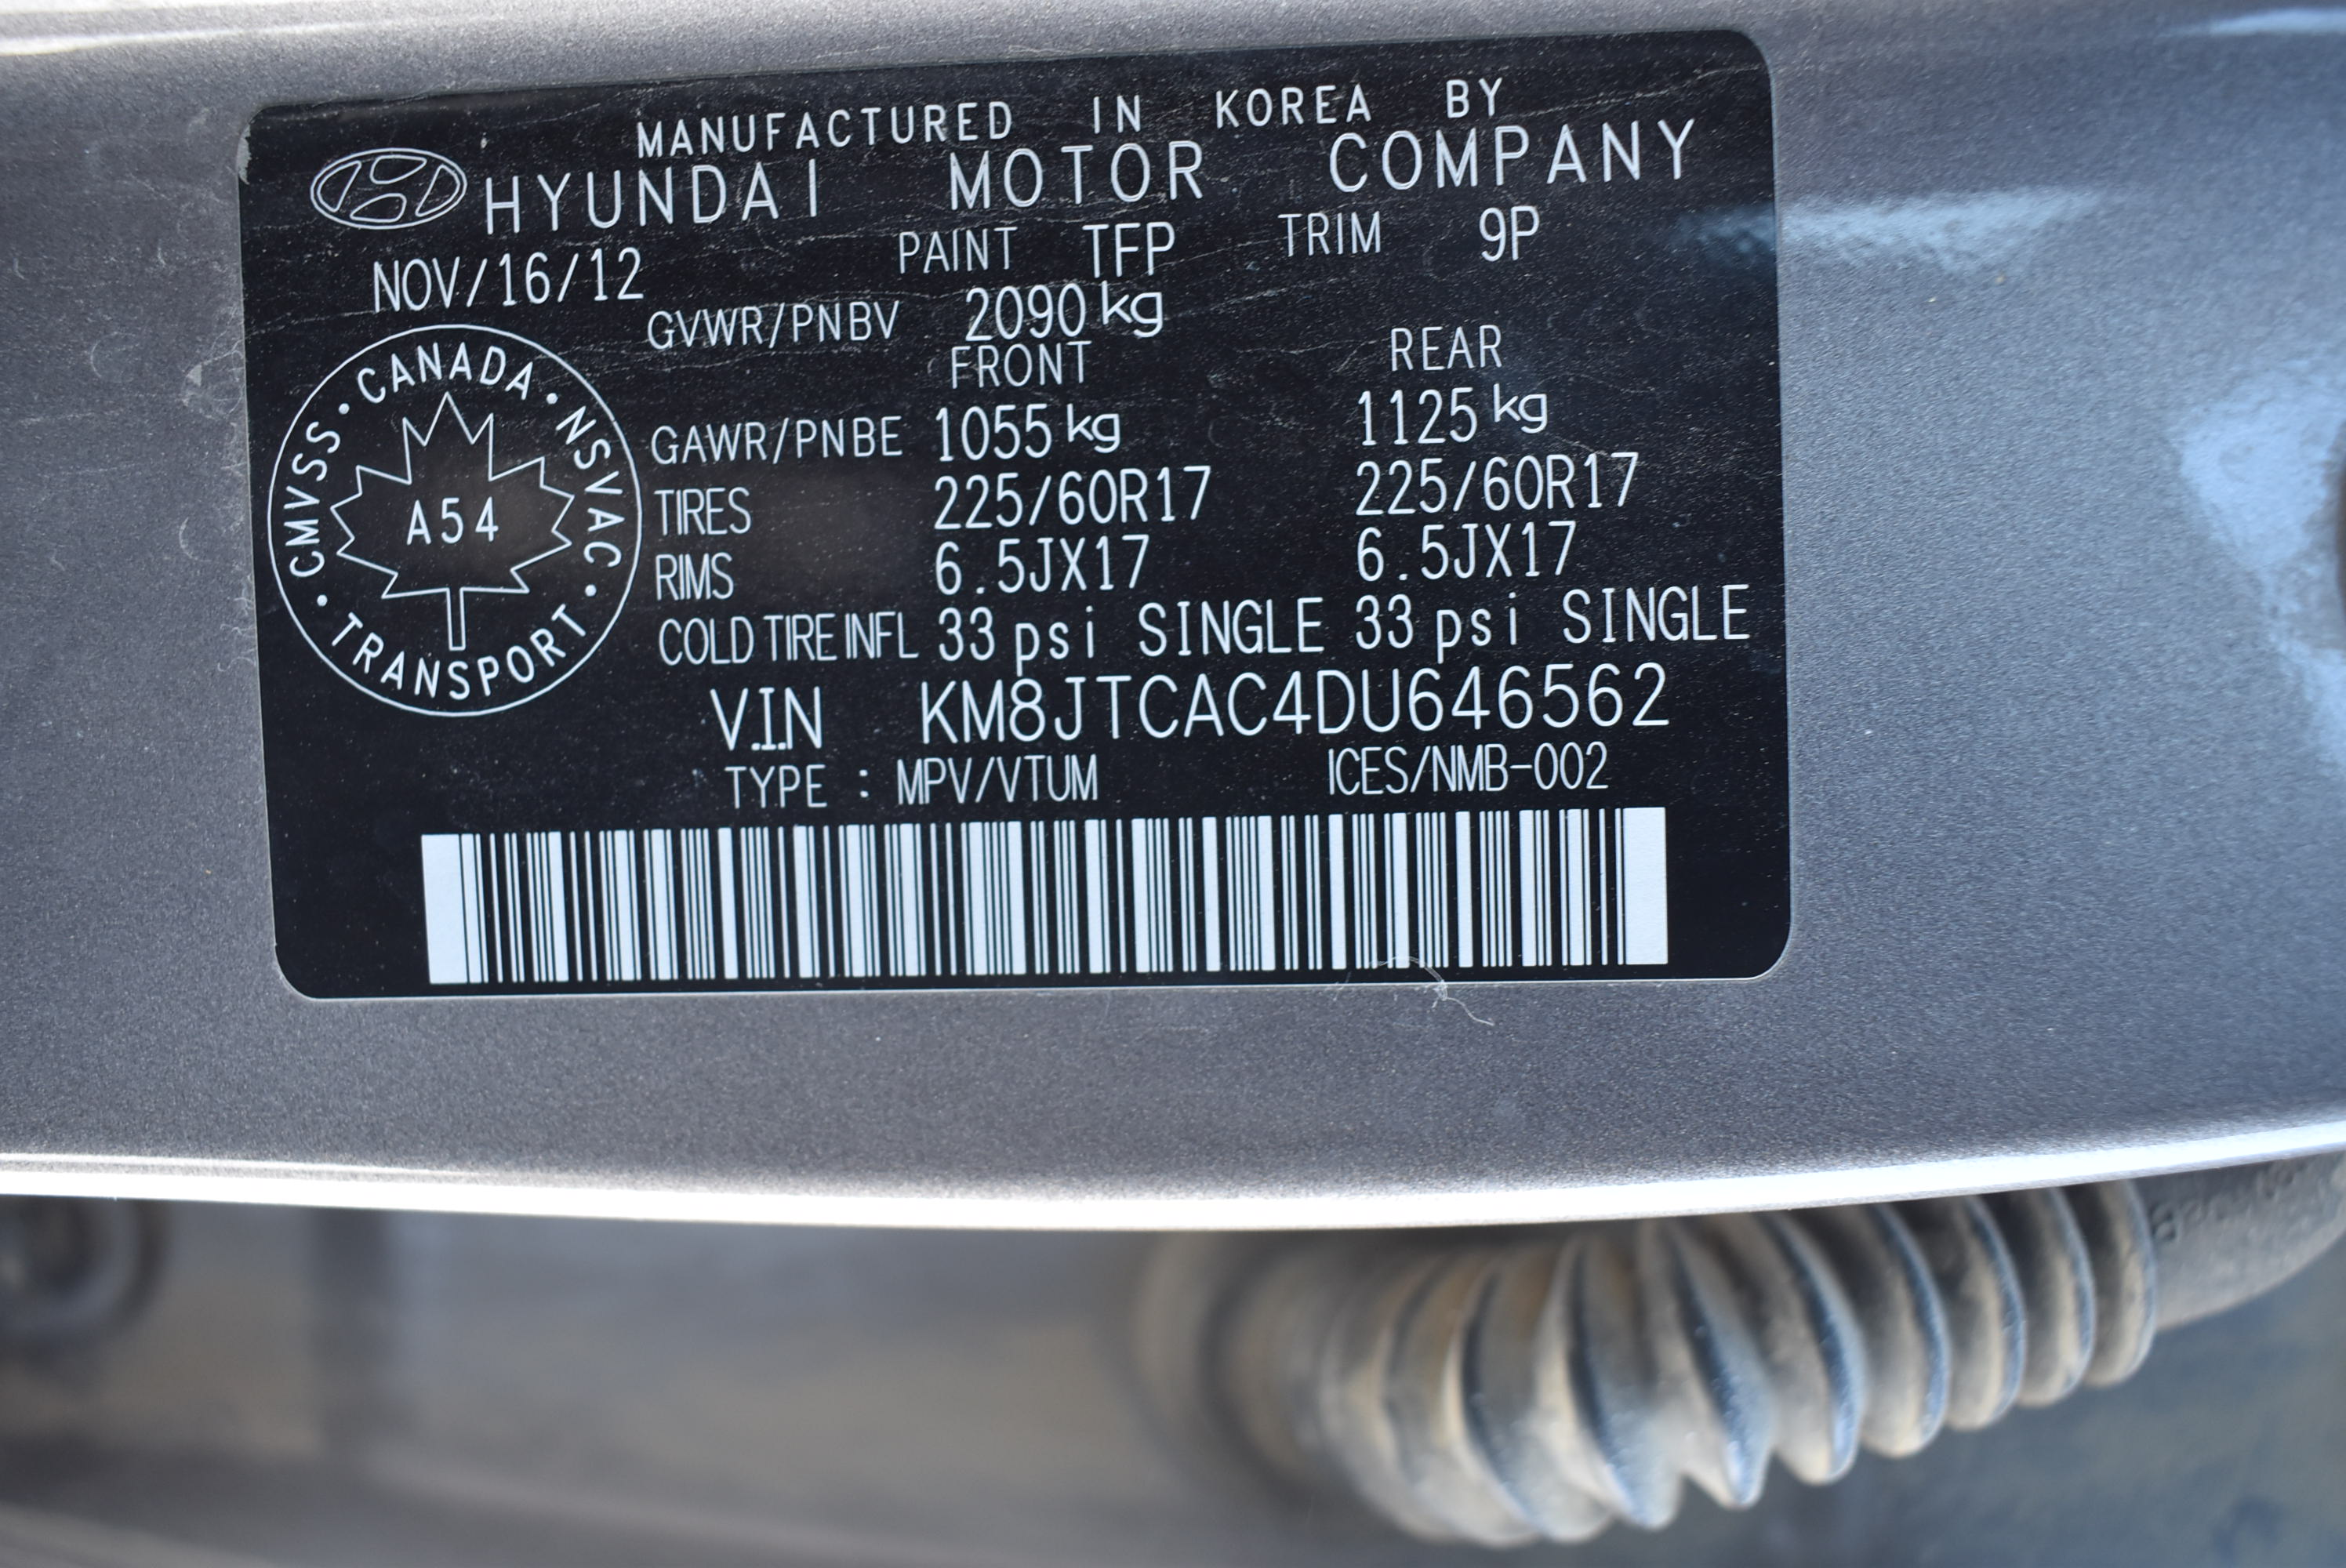 MANUFACTURED IN KOREA BY
HYUNDAI MOTOR COMPANY
NOV/16/12 PAINT TFP TRIM 9P
GVWR/PNBV 2090 kg
FRONT REAR
GAWR/PNBE 1055 kg 1125 kg
TIRES 225/60R17 225/60R17
RIMS 6.5JX17 6.5JX17
COLD TIRE INFL 33 psi SINGLE 33 psi SINGLE
V.I.N KM8JTCAC4DU646562
TYPE : MPV/VTUM ICES/NMB-002
CMVSS · CANADA · NSVAC · TRANSPORT ·
A54